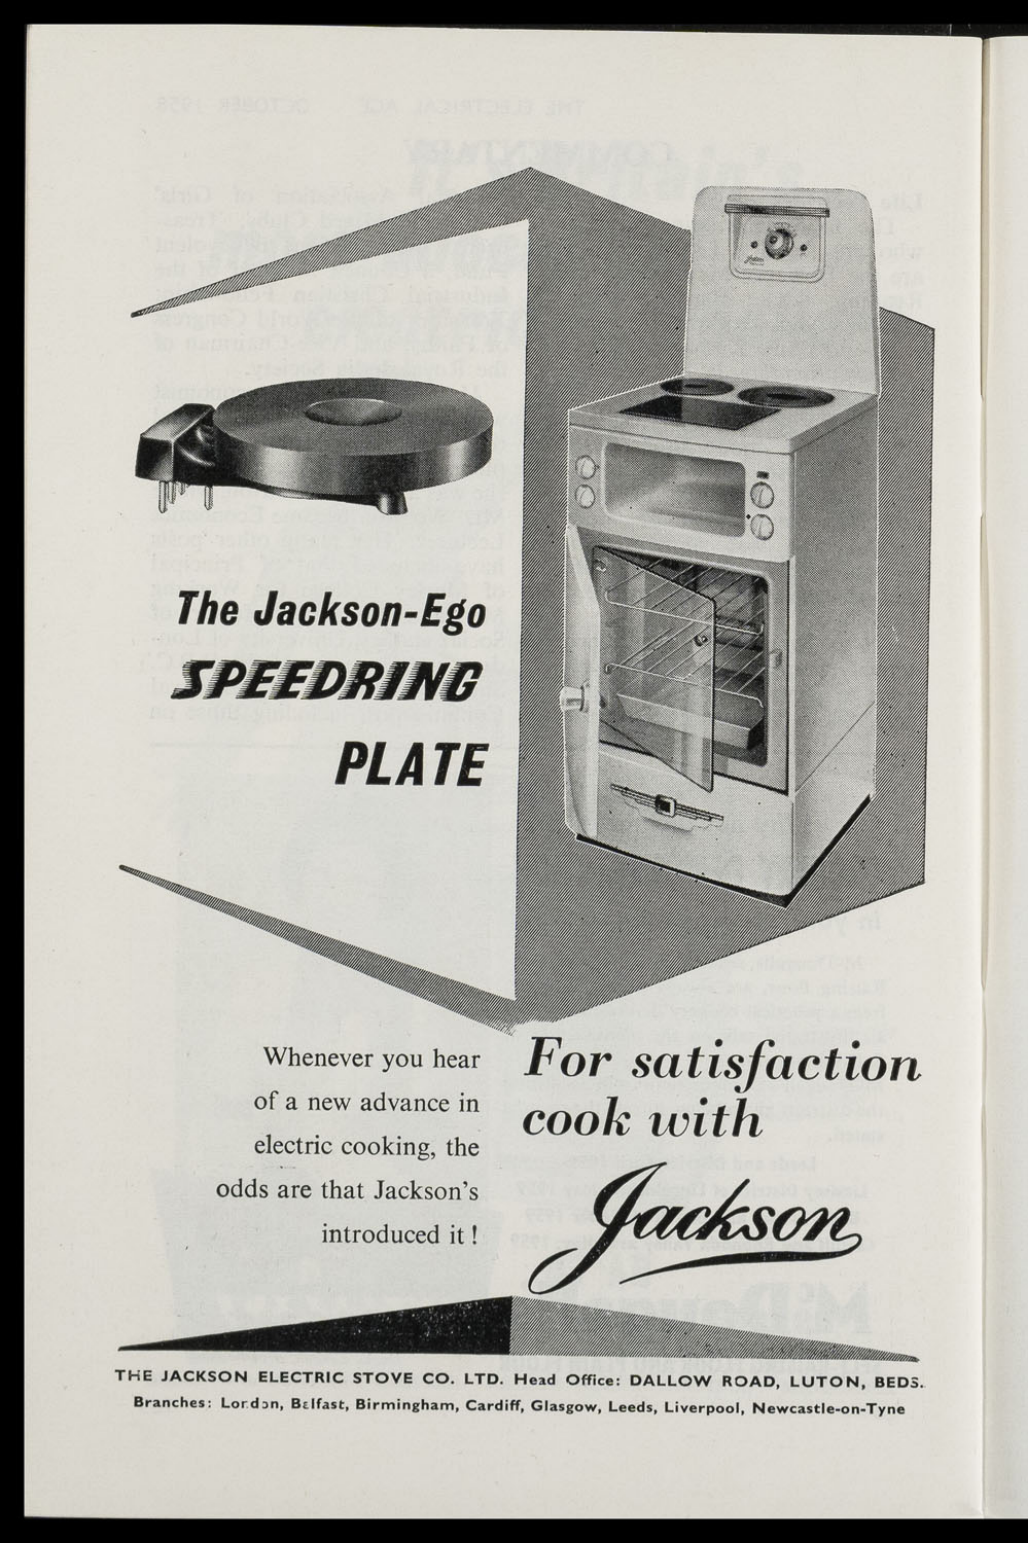 The Jackson-Ego
SPEEDRING
PLATE
Whenever you hear
of a new advance in
electric cooking, the
odds are that Jackson's
introduced it !
For satisfaction
cook with
Jackson
THE JACKSON ELECTRIC STOVE CO. LTD. Head Office: DALLOW ROAD, LUTON, BEDS.
Branches: London, Belfast, Birmingham, Cardiff, Glasgow, Leeds, Liverpool, Newcastle-on-Tyne